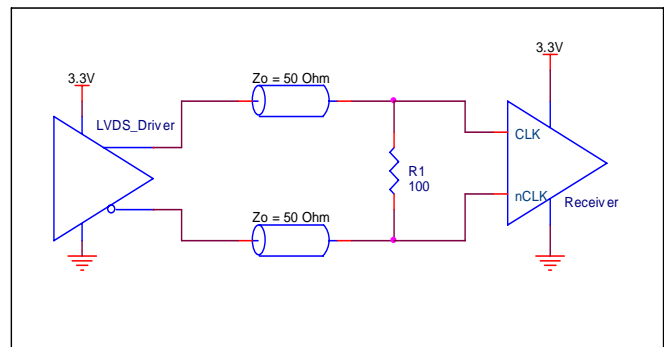 3.3V
LVDS_Driver
Zo = 50 Ohm
3.3V
CLK
R1
100
nCLK
Receiver
Zo = 50 Ohm